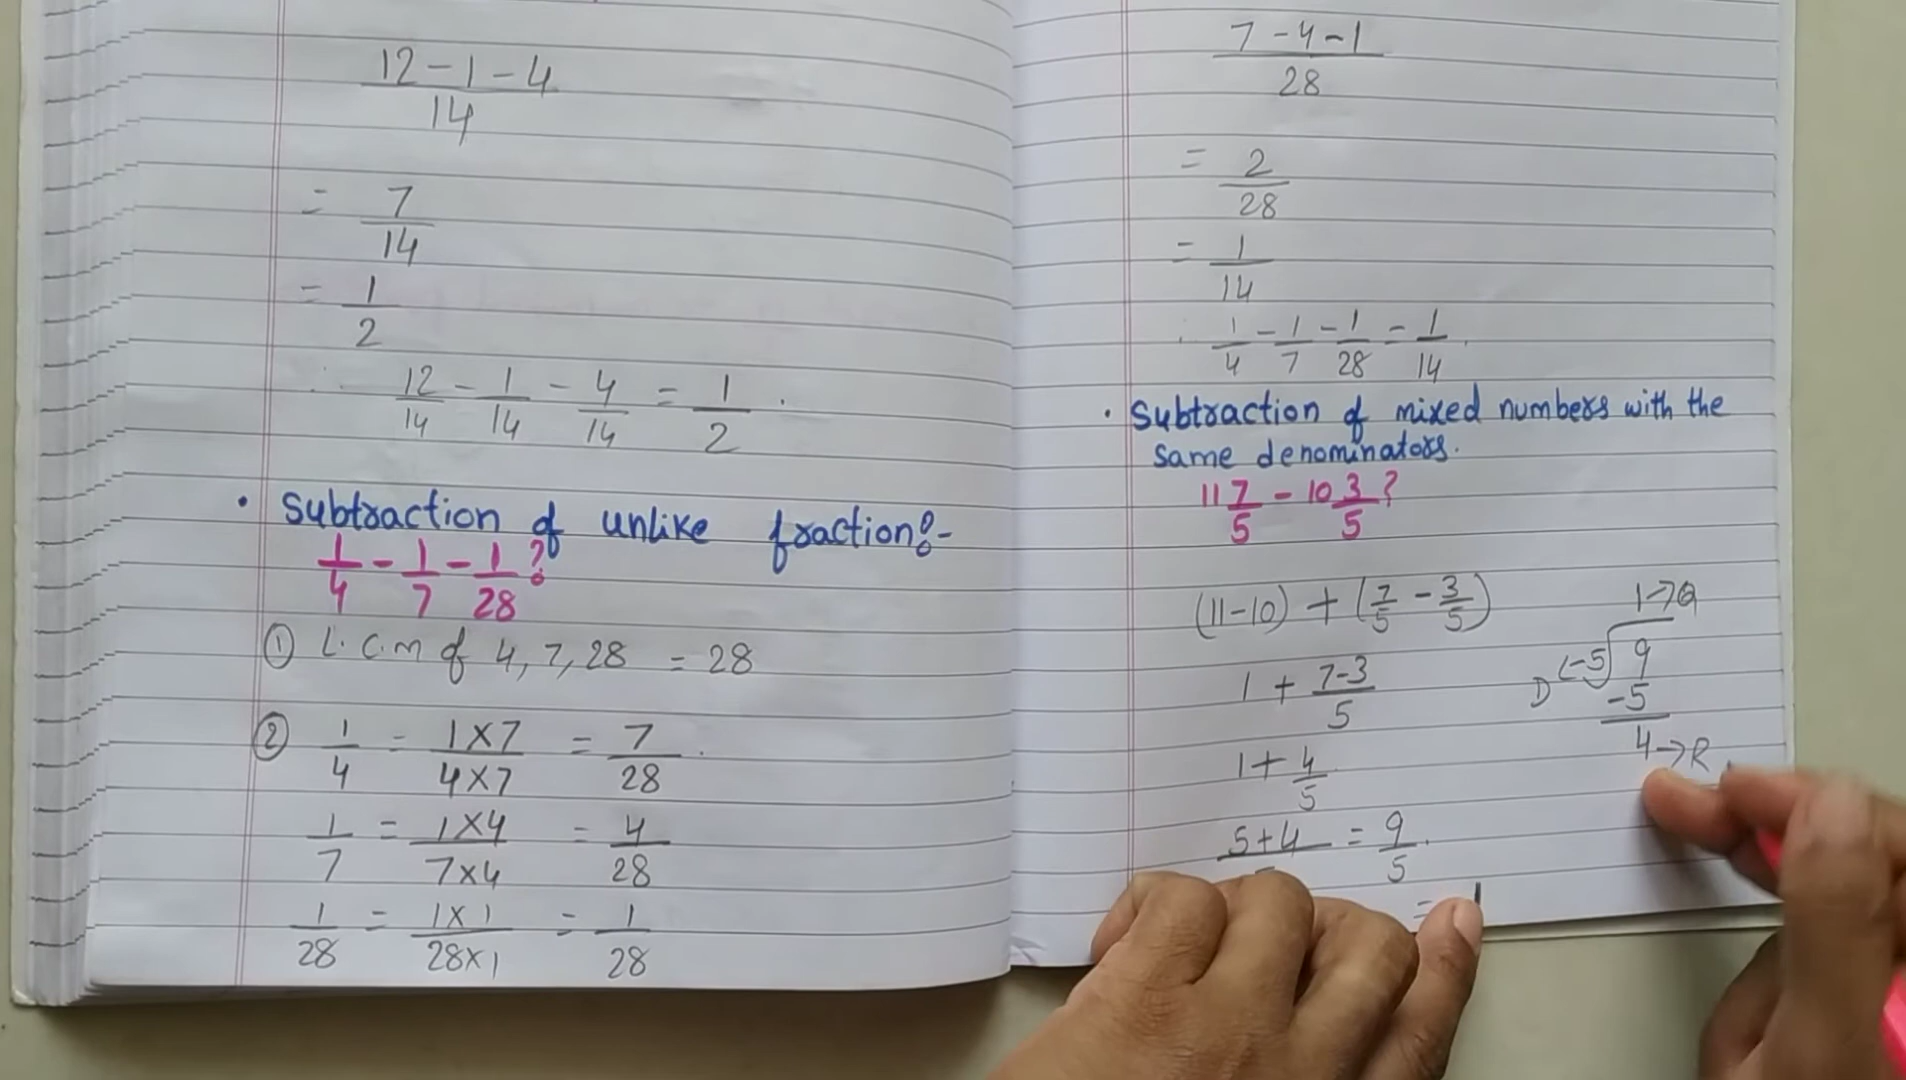 12 - 1 - 4
14
= 7
14
= 1
2
12/14 - 1/14 - 4/14 = 1/2 .
• Subtraction of unlike fraction:-
1/4 - 1/7 - 1/28 ?
① L.C.M of 4, 7, 28 = 28
② 1/4 = 1×7/4×7 = 7/28 .
1/7 = 1×4/7×4 = 4/28
1/28 = 1×1/28×1 = 1/28
7 - 4 - 1
28
= 2
28
= 1
14
∴ 1/4 - 1/7 - 1/28 = 1/14 .
• Subtraction of mixed numbers with the
same denominators.
11 7/5 - 10 3/5 ?
(11-10) + (7/5 - 3/5)
1 + 7-3/5
1 + 4/5
5+4 = 9/5 .
=
1→Q
D ←5) 9
-5
4→R